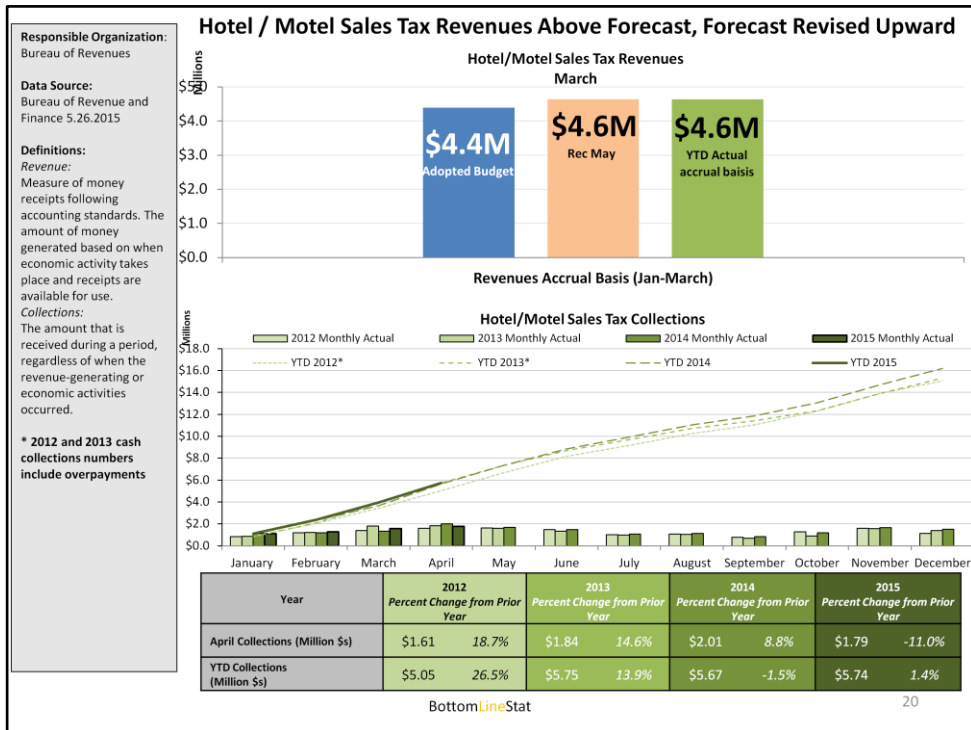 Hotel / Motel Sales Tax Revenues Above Forecast, Forecast Revised Upward
Responsible Organization:
Bureau of Revenues
Data Source:
Bureau of Revenue and
Finance 5.26.2015
Definitions:
Revenue:
Measure of money
receipts following
accounting standards. The
amount of money
generated based on when
economic activity takes
place and receipts are
available for use.
Collections:
The amount that is
received during a period,
regardless of when the
revenue-generating or
economic activities
occurred.
* 2012 and 2013 cash
collections numbers
include overpayments
Hotel/Motel Sales Tax Revenues
March
Millions
$5.0
$4.0
$3.0
$2.0
$1.0
$0.0
$4.4M
Adopted Budget
$4.6M
Rec May
$4.6M
YTD Actual
accrual baisis
Revenues Accrual Basis (Jan-March)
Hotel/Motel Sales Tax Collections
Millions
2012 Monthly Actual 2013 Monthly Actual 2014 Monthly Actual 2015 Monthly Actual
YTD 2012* YTD 2013* YTD 2014 YTD 2015
$18.0
$16.0
$14.0
$12.0
$10.0
$8.0
$6.0
$4.0
$2.0
$0.0
January February March April May June July August September October November December
Year 2012 Percent Change from Prior Year 2013 Percent Change from Prior Year 2014 Percent Change from Prior Year 2015 Percent Change from Prior Year
April Collections (Million $s) $1.61 18.7% $1.84 14.6% $2.01 8.8% $1.79 -11.0%
YTD Collections (Million $s) $5.05 26.5% $5.75 13.9% $5.67 -1.5% $5.74 1.4%
BottomLineStat
20